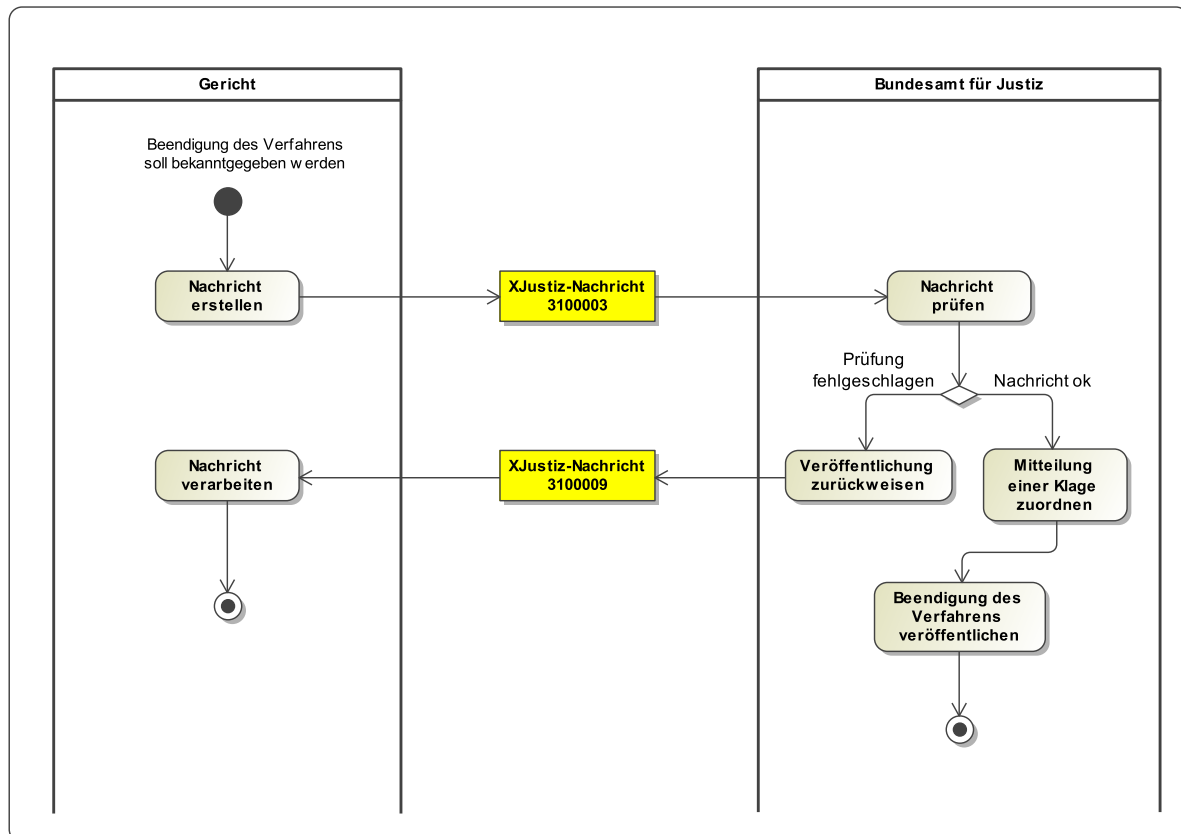 Gericht
Bundesamt für Justiz
Beendigung des Verfahrens
soll bekanntgegeben werden
Nachricht
erstellen
XJustiz-Nachricht
3100003
Nachricht
prüfen
Prüfung
fehlgeschlagen
Nachricht ok
Nachricht
verarbeiten
XJustiz-Nachricht
3100009
Veröffentlichung
zurückweisen
Mitteilung
einer Klage
zuordnen
Beendigung des
Verfahrens
veröffentlichen